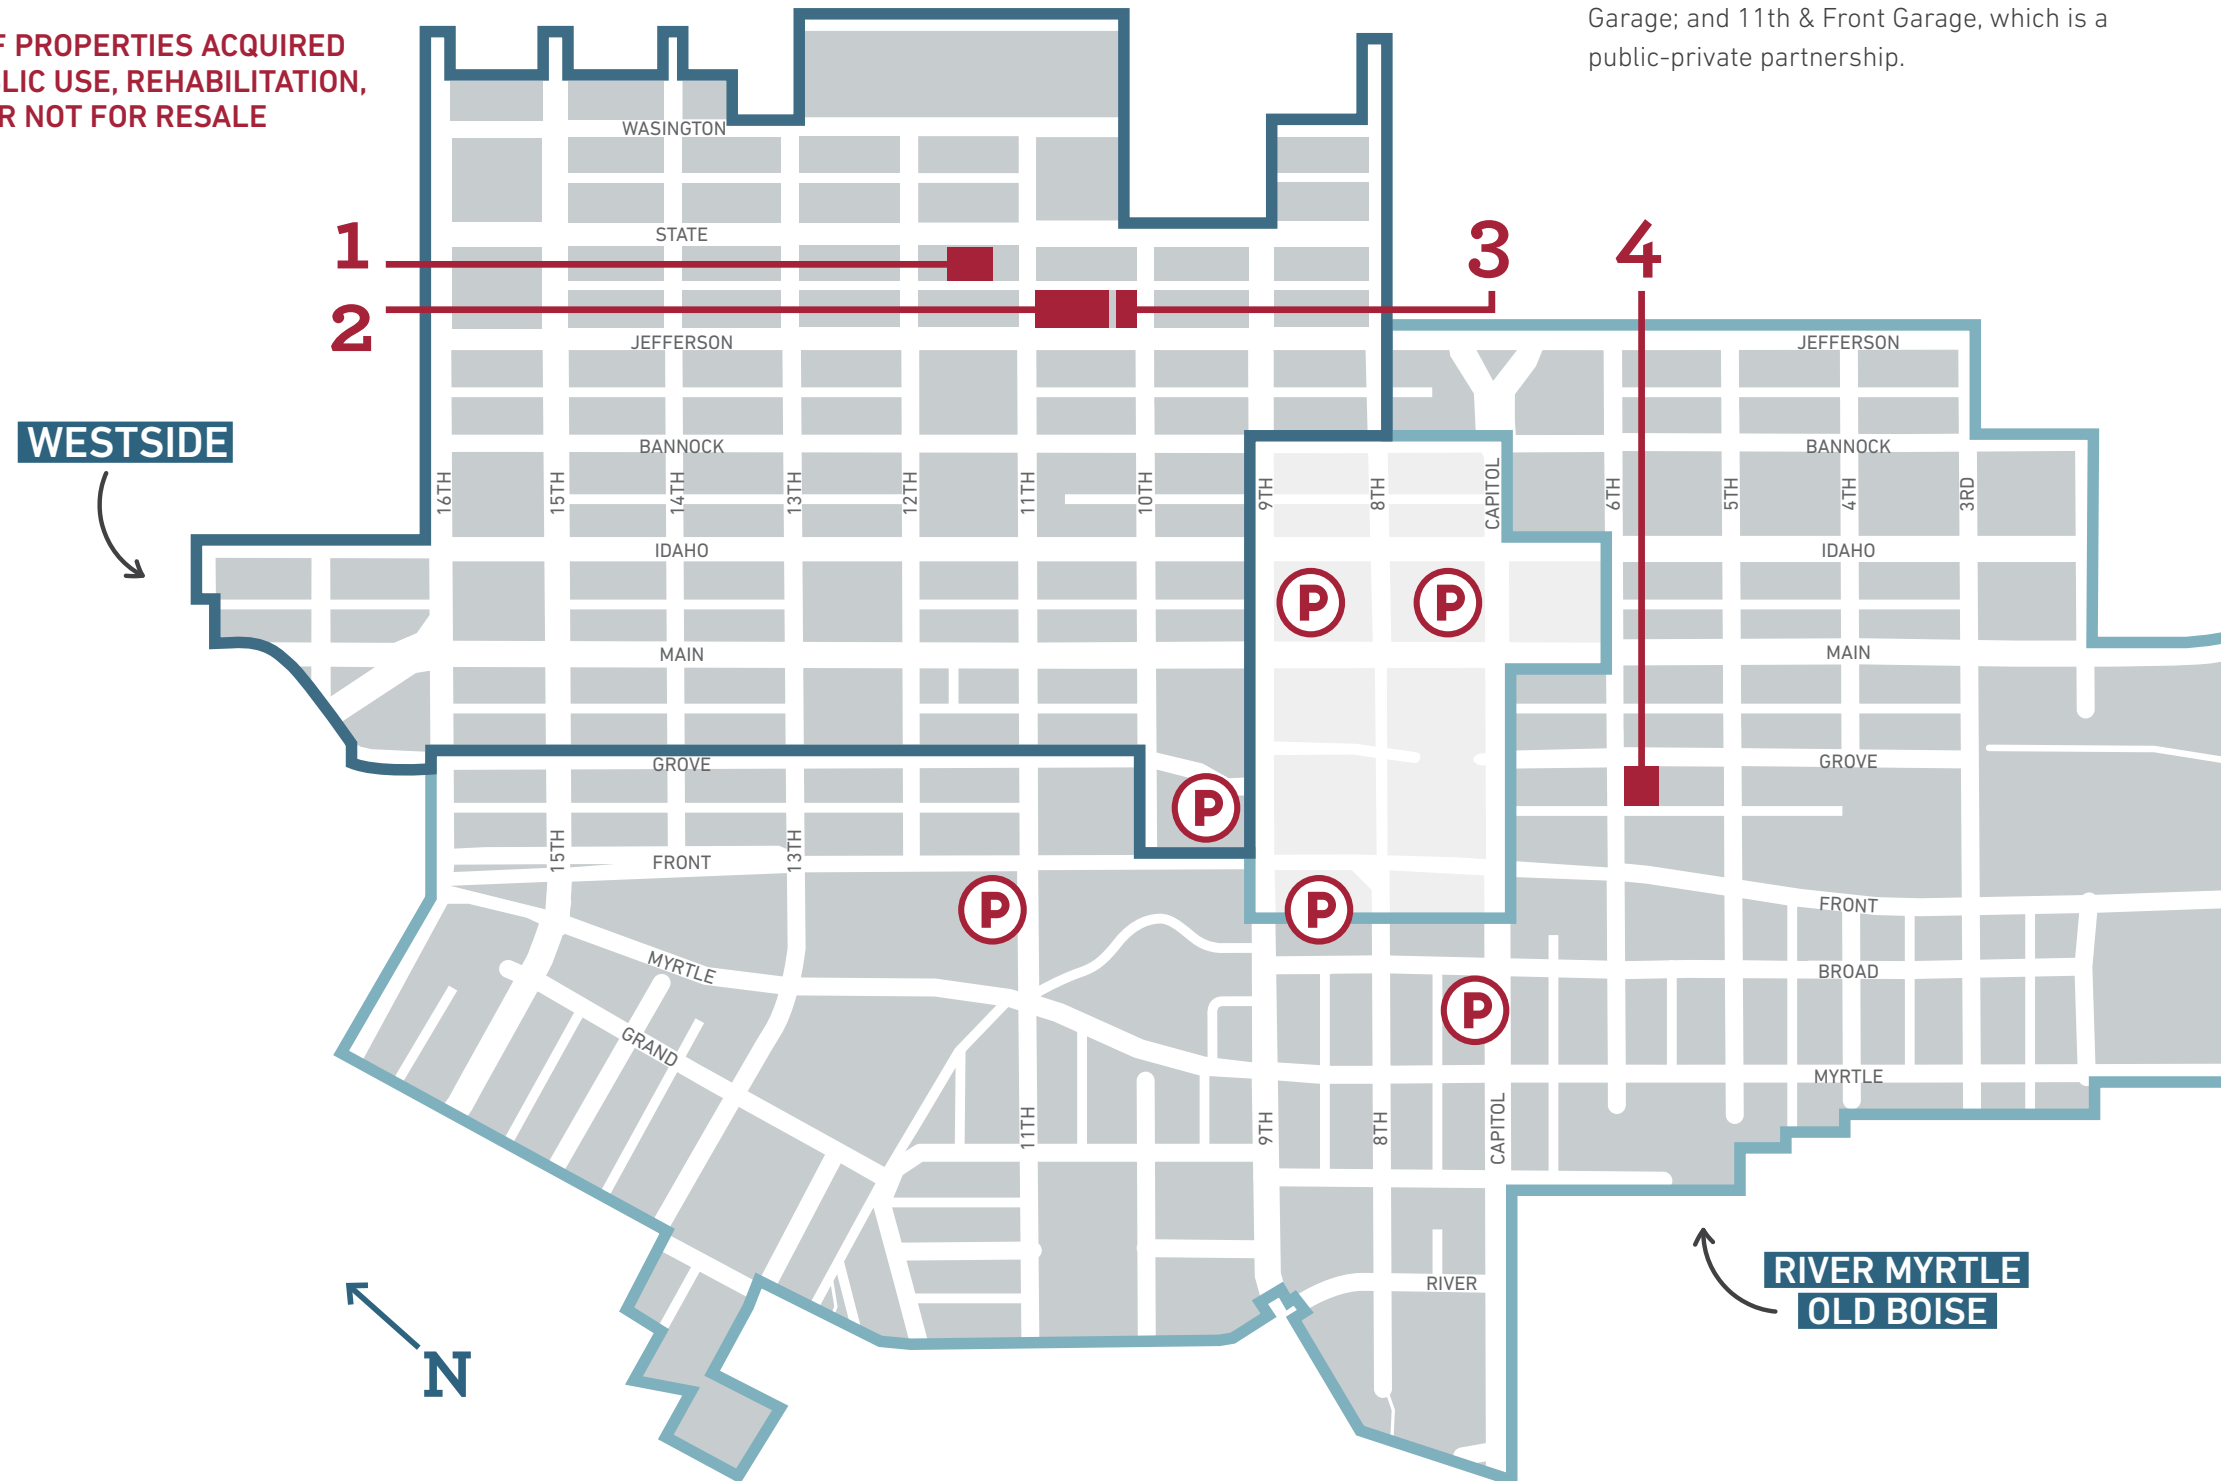 F PROPERTIES ACQUIRED
LIC USE, REHABILITATION,
R NOT FOR RESALE
Garage; and 11th & Front Garage, which is a
public-private partnership.
WASINGTON
STATE
1
2
3
4
JEFFERSON
JEFFERSON
WESTSIDE
BANNOCK
BANNOCK
16TH
15TH
14TH
13TH
12TH
11TH
10TH
9TH
8TH
CAPITOL
6TH
5TH
4TH
3RD
IDAHO
IDAHO
P
P
MAIN
MAIN
GROVE
GROVE
P
15TH
13TH
FRONT
FRONT
P
P
MYRTLE
BROAD
P
GRAND
MYRTLE
11TH
9TH
8TH
CAPITOL
RIVER
RIVER MYRTLE
OLD BOISE
N